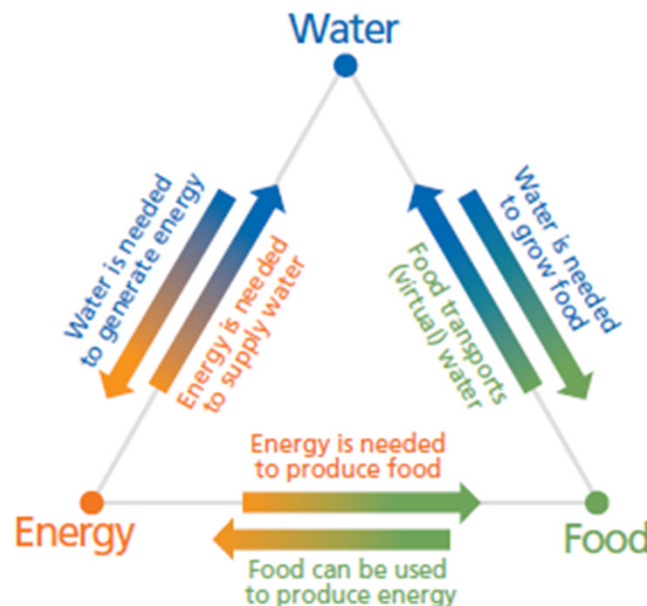 Water
Water is needed
to generate energy
Energy is needed
to supply water
Food transports
(virtual) water
Water is needed
to grow food
Energy is needed
to produce food
Energy
Food
Food can be used
to produce energy